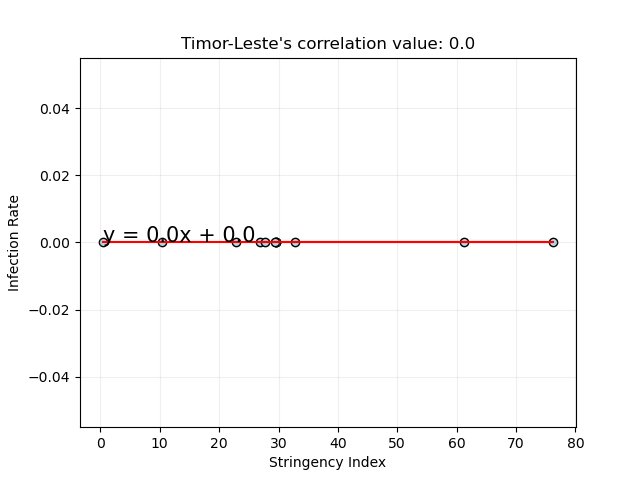 Timor-Leste's correlation value: 0.0
Infection Rate
0.04
0.02
0.00
−0.02
−0.04
y = 0.0x + 0.0
0 10 20 30 40 50 60 70 80
Stringency Index